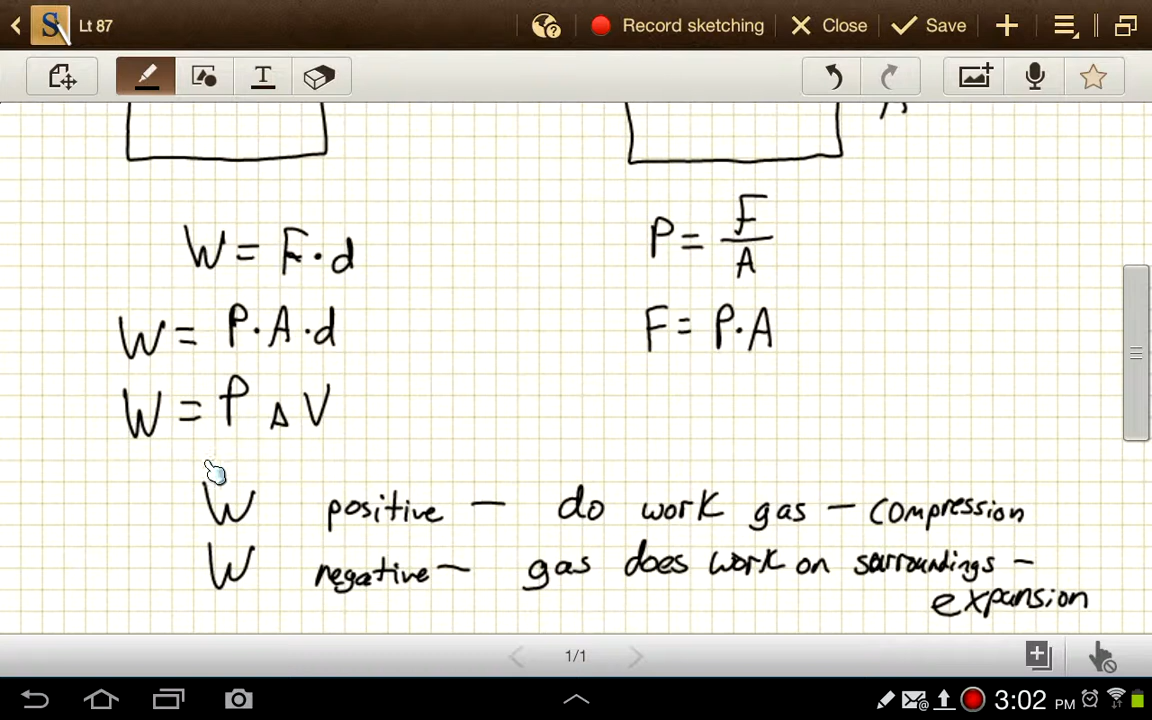 Lt 87
Record sketching
Close
Save
T
W = F·d
P = F/A
W = P·A·d
F = P·A
W = P Δ V
W positive — do work gas — compression
W negative — gas does work on surroundings —
expansion
1/1
3:02 PM